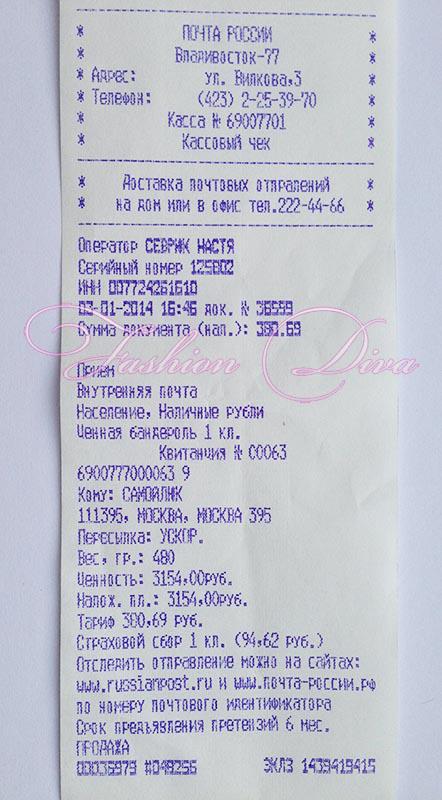 * ПОЧТА РОССИИ *
* Владивосток-77 *
* Адрес: ул. Вилкова,3 *
* Телефон: (423) 2-25-39-70 *
* Касса № 69007701 *
* Кассовый чек *
* Доставка почтовых отпралений *
* на дом или в офис тел.222-44-66 *
Оператор СЕВРИК НАСТЯ
Серийный номер 125802
ИНН 007724261610
03-01-2014 16:46 док. № 36559
Сумма документа (нал.): 380.69
Fashion Diva
Прием
Внутренняя почта
Население, Наличные рубли
Ценная бандероль 1 кл.
Квитанция № С0063
6900777000063 9
Кому: САМОЙЛИК
111395, МОСКВА, МОСКВА 395
Пересылка: УСКОР.
Вес, гр.: 480
Ценность: 3154,00руб.
Налож. пл.: 3154,00руб.
Тариф 380,69 руб.
Страховой сбор 1 кл. (94,62 руб.)
Отследить отправление можно на сайтах:
www.russianpost.ru и www.почта-россии.рф
по номеру почтового идентификатора
Срок предъявления претензий 6 мес.
ПРОДАЖА
00036979 #048256 ЭКЛЗ 1439419415